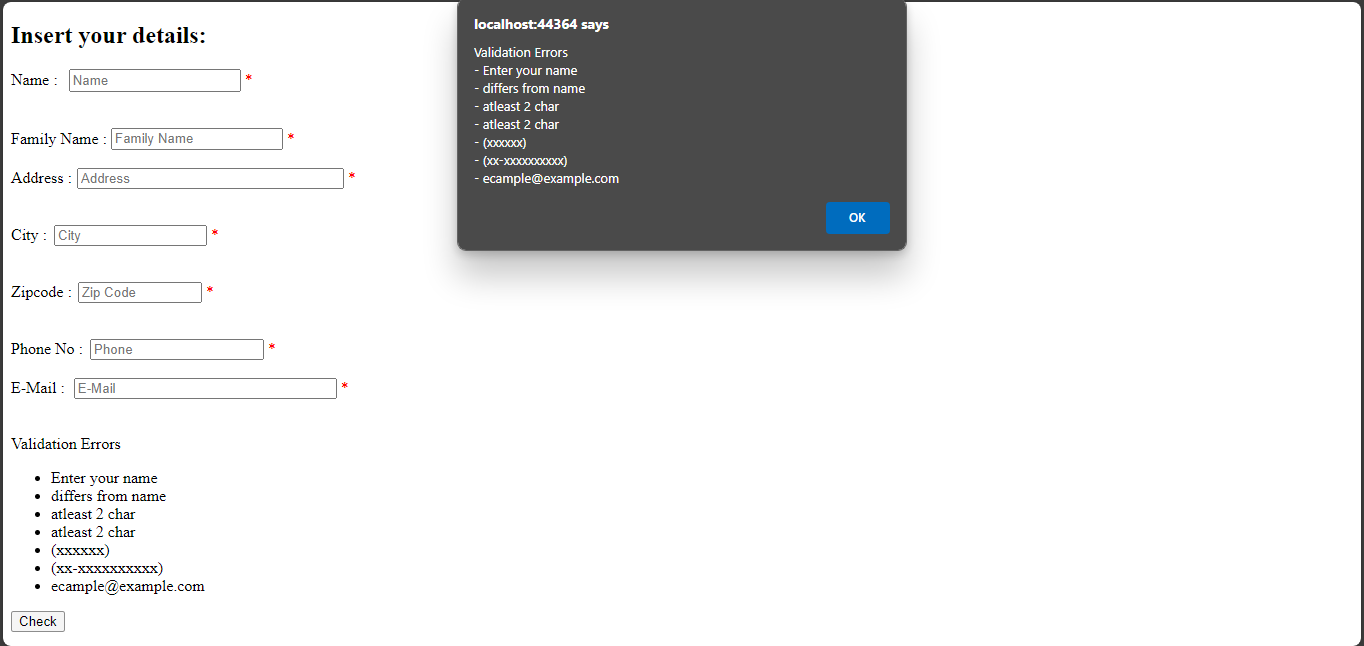 Insert your details:
Name : Name *
Family Name : Family Name *
Address : Address *
City : City *
Zipcode : Zip Code *
Phone No : Phone *
E-Mail : E-Mail *
Validation Errors
• Enter your name
• differs from name
• atleast 2 char
• atleast 2 char
• (xxxxxx)
• (xx-xxxxxxxxxx)
• ecample@example.com
Check
localhost:44364 says
Validation Errors
- Enter your name
- differs from name
- atleast 2 char
- atleast 2 char
- (xxxxxx)
- (xx-xxxxxxxxxx)
- ecample@example.com
OK